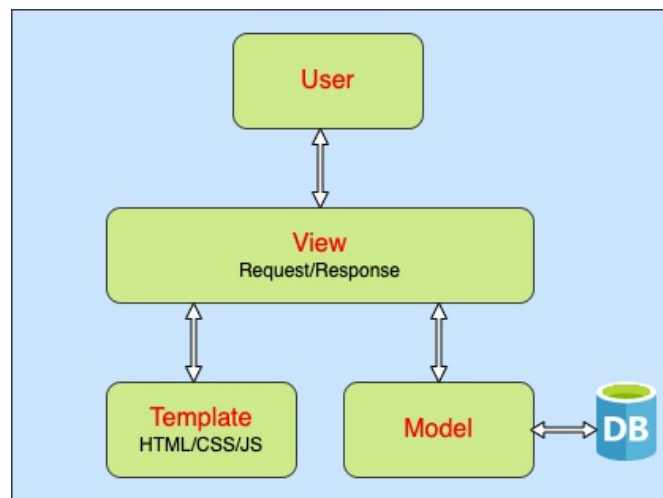 User
View
Request/Response
Template
HTML/CSS/JS
Model
DB